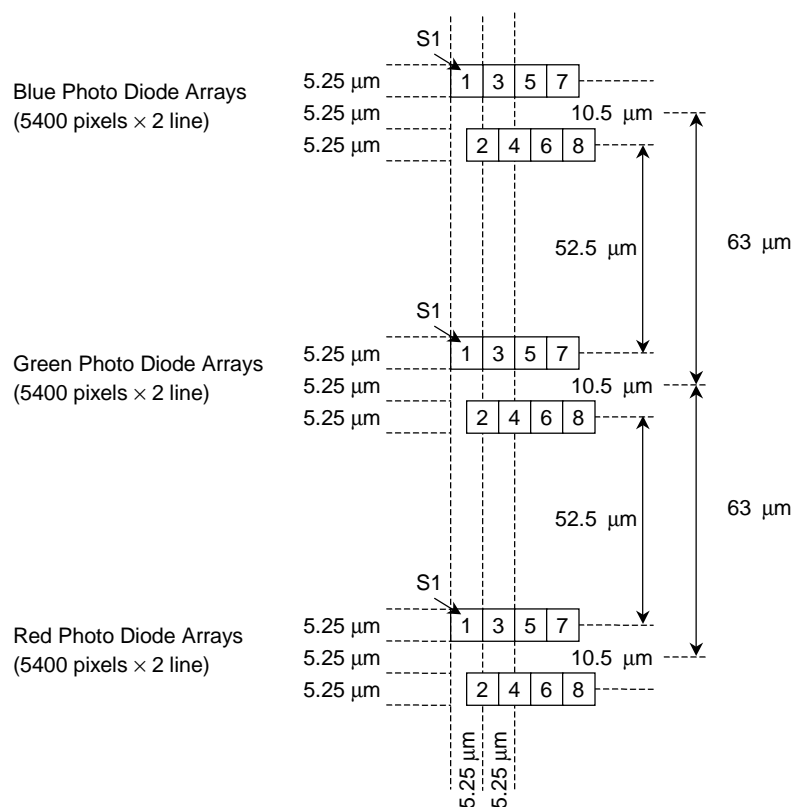 S1
5.25 μm 1 3 5 7
Blue Photo Diode Arrays
(5400 pixels × 2 line)
5.25 μm 10.5 μm
5.25 μm 2 4 6 8
52.5 μm 63 μm
S1
5.25 μm 1 3 5 7
Green Photo Diode Arrays
(5400 pixels × 2 line)
5.25 μm 10.5 μm
5.25 μm 2 4 6 8
52.5 μm 63 μm
S1
5.25 μm 1 3 5 7
Red Photo Diode Arrays
(5400 pixels × 2 line)
5.25 μm 10.5 μm
5.25 μm 2 4 6 8
5.25 μm
5.25 μm